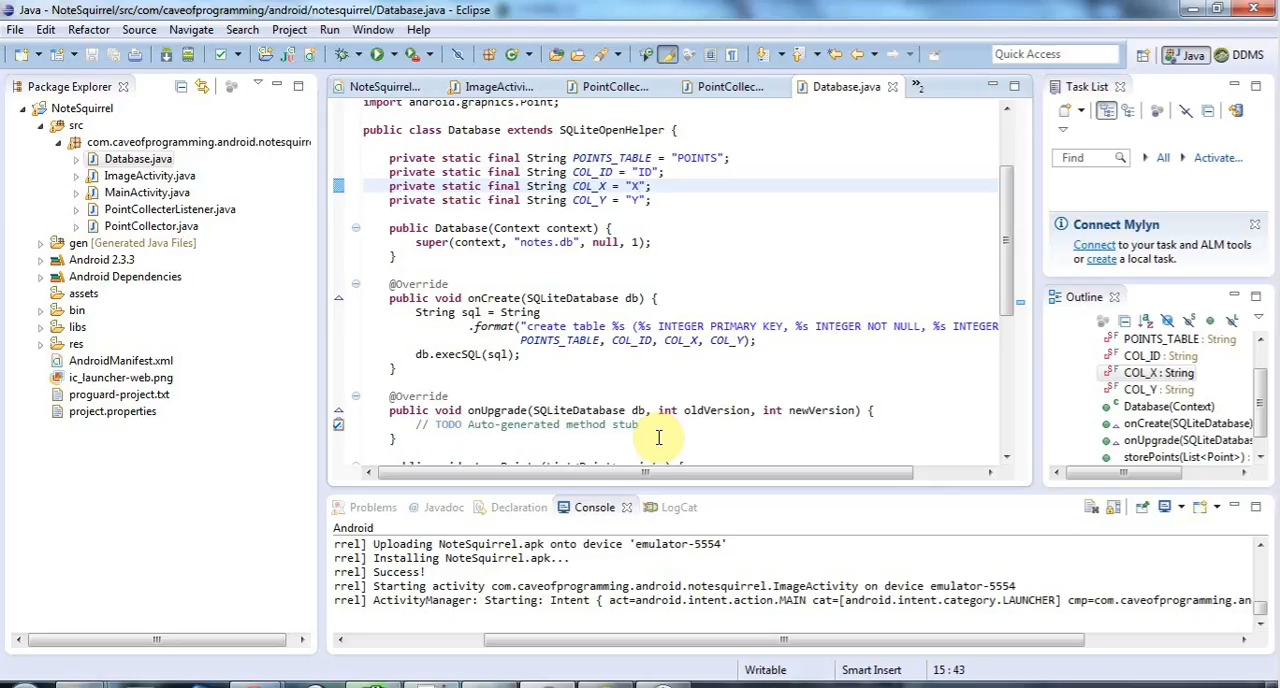 Java - NoteSquirrel/src/com/caveofprogramming/android/notesquirrel/Database.java - Eclipse
File Edit Refactor Source Navigate Search Project Run Window Help
Quick Access
Java
DDMS
Package Explorer
NoteSquirrel
src
com.caveofprogramming.android.notesquirre
Database.java
ImageActivity.java
MainActivity.java
PointCollecterListener.java
PointCollector.java
gen [Generated Java Files]
Android 2.3.3
Android Dependencies
assets
bin
libs
res
AndroidManifest.xml
ic_launcher-web.png
proguard-project.txt
project.properties
NoteSquirrel... ImageActivi... PointCollec... PointCollec... Database.java »2
import android.graphics.Point;
public class Database extends SQLiteOpenHelper {
private static final String POINTS_TABLE = "POINTS";
private static final String COL_ID = "ID";
private static final String COL_X = "X";
private static final String COL_Y = "Y";
public Database(Context context) {
super(context, "notes.db", null, 1);
}
@Override
public void onCreate(SQLiteDatabase db) {
String sql = String
.format("create table %s (%s INTEGER PRIMARY KEY, %s INTEGER NOT NULL, %s INTEGER
POINTS_TABLE, COL_ID, COL_X, COL_Y);
db.execSQL(sql);
}
@Override
public void onUpgrade(SQLiteDatabase db, int oldVersion, int newVersion) {
// TODO Auto-generated method stub
}
Task List
Find All Activate...
Connect Mylyn
Connect to your task and ALM tools
or create a local task.
Outline
POINTS_TABLE : String
COL_ID : String
COL_X : String
COL_Y : String
Database(Context)
onCreate(SQLiteDatabase)
onUpgrade(SQLiteDatabase
storePoints(List<Point>) :
Problems @ Javadoc Declaration Console LogCat
Android
rrel] Uploading NoteSquirrel.apk onto device 'emulator-5554'
rrel] Installing NoteSquirrel.apk...
rrel] Success!
rrel] Starting activity com.caveofprogramming.android.notesquirrel.ImageActivity on device emulator-5554
rrel] ActivityManager: Starting: Intent { act=android.intent.action.MAIN cat=[android.intent.category.LAUNCHER] cmp=com.caveofprogramming.an
Writable Smart Insert 15 : 43